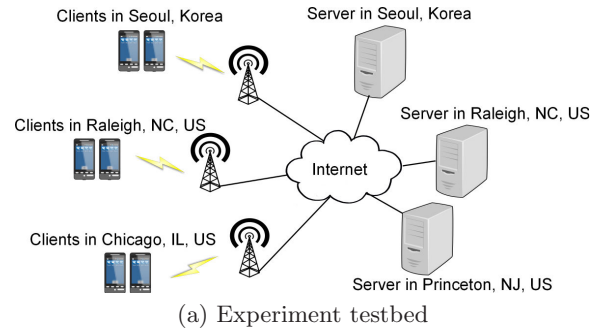 Clients in Seoul, Korea
Server in Seoul, Korea
Clients in Raleigh, NC, US
Server in Raleigh, NC, US
Internet
Clients in Chicago, IL, US
Server in Princeton, NJ, US
(a) Experiment testbed